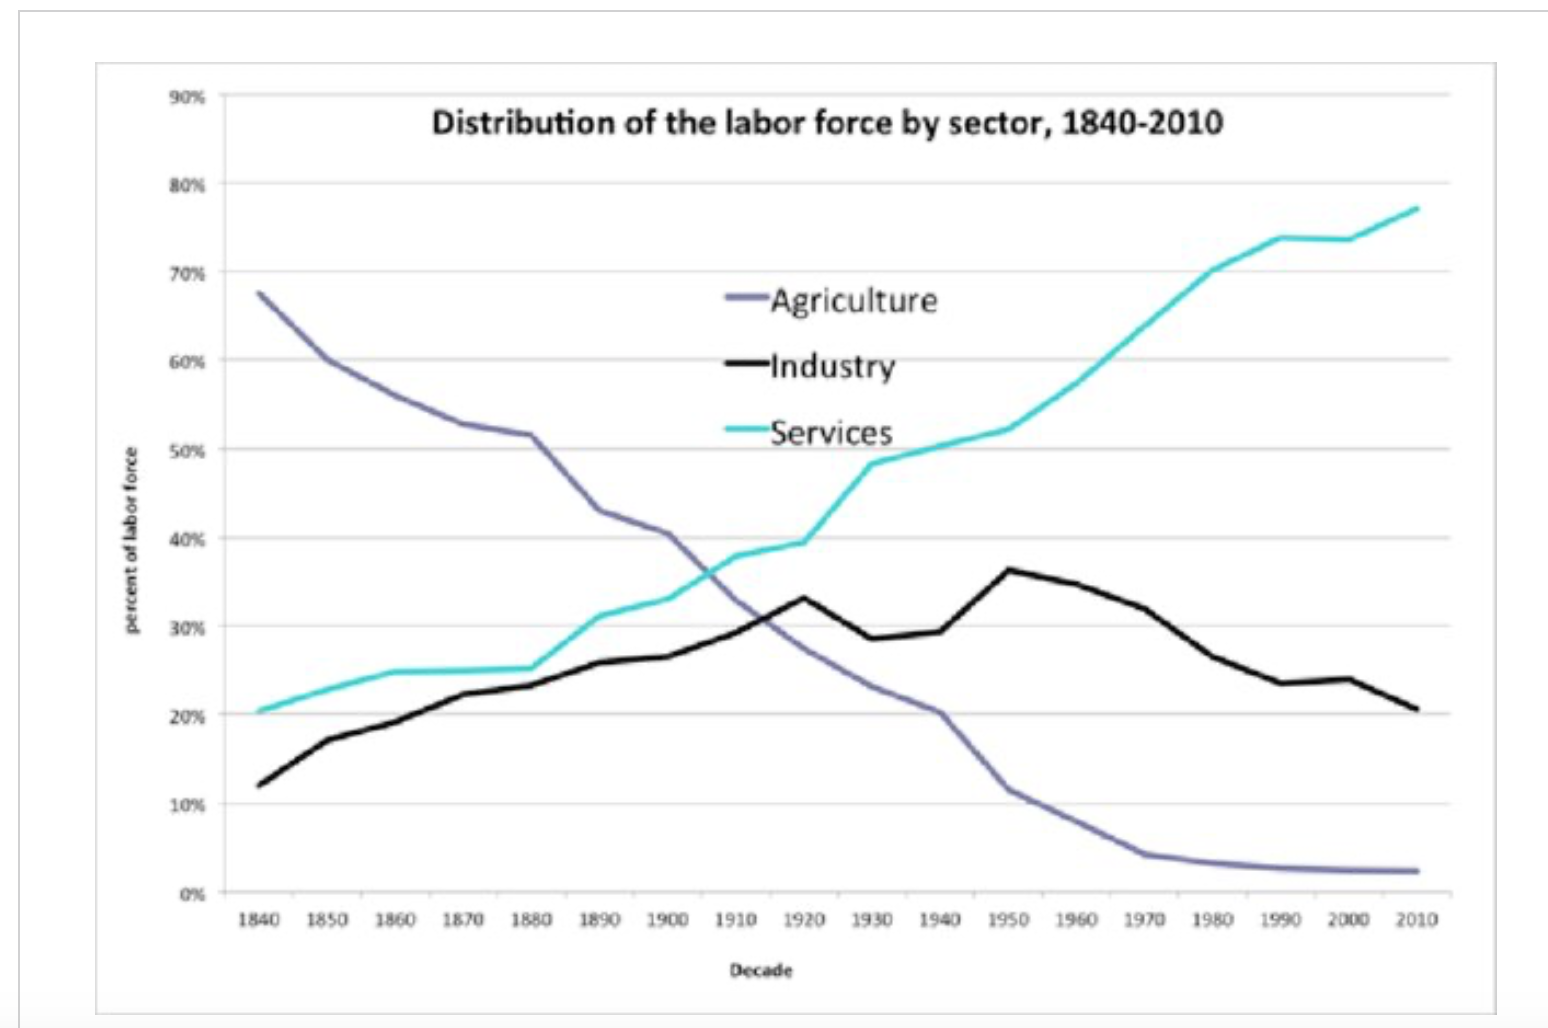 Distribution of the labor force by sector, 1840-2010
90%
80%
70%
60%
50%
40%
30%
20%
10%
0%
percent of labor force
Agriculture
Industry
Services
1840 1850 1860 1870 1880 1890 1900 1910 1920 1930 1940 1950 1960 1970 1980 1990 2000 2010
Decade